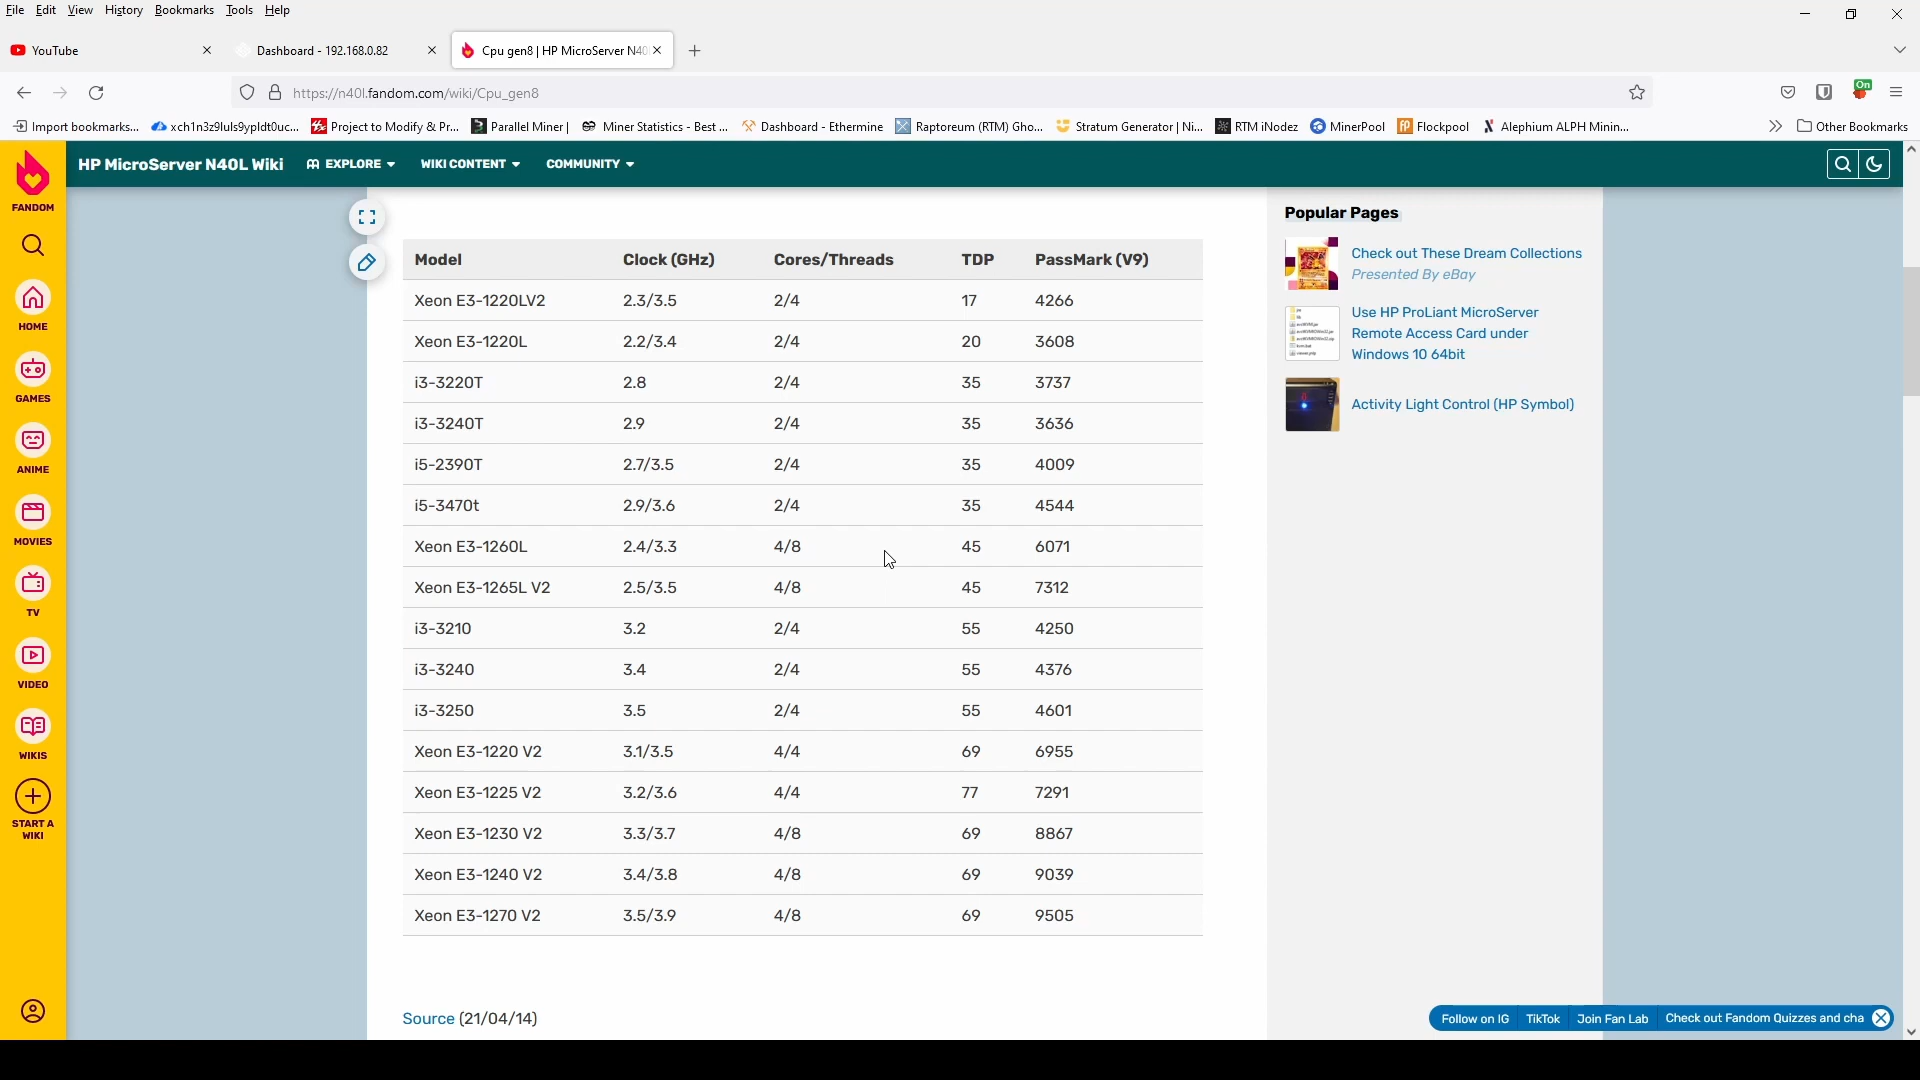 File Edit View History Bookmarks Tools Help
YouTube
Dashboard - 192.168.0.82
Cpu gen8 | HP MicroServer N40
https://n40l.fandom.com/wiki/Cpu_gen8
On
Import bookmarks... xch1n3z9luls9ypldt0uc... Project to Modify & Pr... Parallel Miner | Miner Statistics - Best ... Dashboard - Ethermine Raptoreum (RTM) Gho... Stratum Generator | Ni... RTM iNodez MinerPool Flockpool Alephium ALPH Minin... Other Bookmarks
FANDOM
HOME
GAMES
ANIME
MOVIES
TV
VIDEO
WIKIS
START A
WIKI
HP MicroServer N40L Wiki EXPLORE WIKI CONTENT COMMUNITY
Model Clock (GHz) Cores/Threads TDP PassMark (V9)
Xeon E3-1220LV2 2.3/3.5 2/4 17 4266
Xeon E3-1220L 2.2/3.4 2/4 20 3608
i3-3220T 2.8 2/4 35 3737
i3-3240T 2.9 2/4 35 3636
i5-2390T 2.7/3.5 2/4 35 4009
i5-3470t 2.9/3.6 2/4 35 4544
Xeon E3-1260L 2.4/3.3 4/8 45 6071
Xeon E3-1265L V2 2.5/3.5 4/8 45 7312
i3-3210 3.2 2/4 55 4250
i3-3240 3.4 2/4 55 4376
i3-3250 3.5 2/4 55 4601
Xeon E3-1220 V2 3.1/3.5 4/4 69 6955
Xeon E3-1225 V2 3.2/3.6 4/4 77 7291
Xeon E3-1230 V2 3.3/3.7 4/8 69 8867
Xeon E3-1240 V2 3.4/3.8 4/8 69 9039
Xeon E3-1270 V2 3.5/3.9 4/8 69 9505
Source (21/04/14)
Popular Pages
Check out These Dream Collections
Presented By eBay
Use HP ProLiant MicroServer
Remote Access Card under
Windows 10 64bit
Activity Light Control (HP Symbol)
Follow on IG TikTok Join Fan Lab Check out Fandom Quizzes and cha